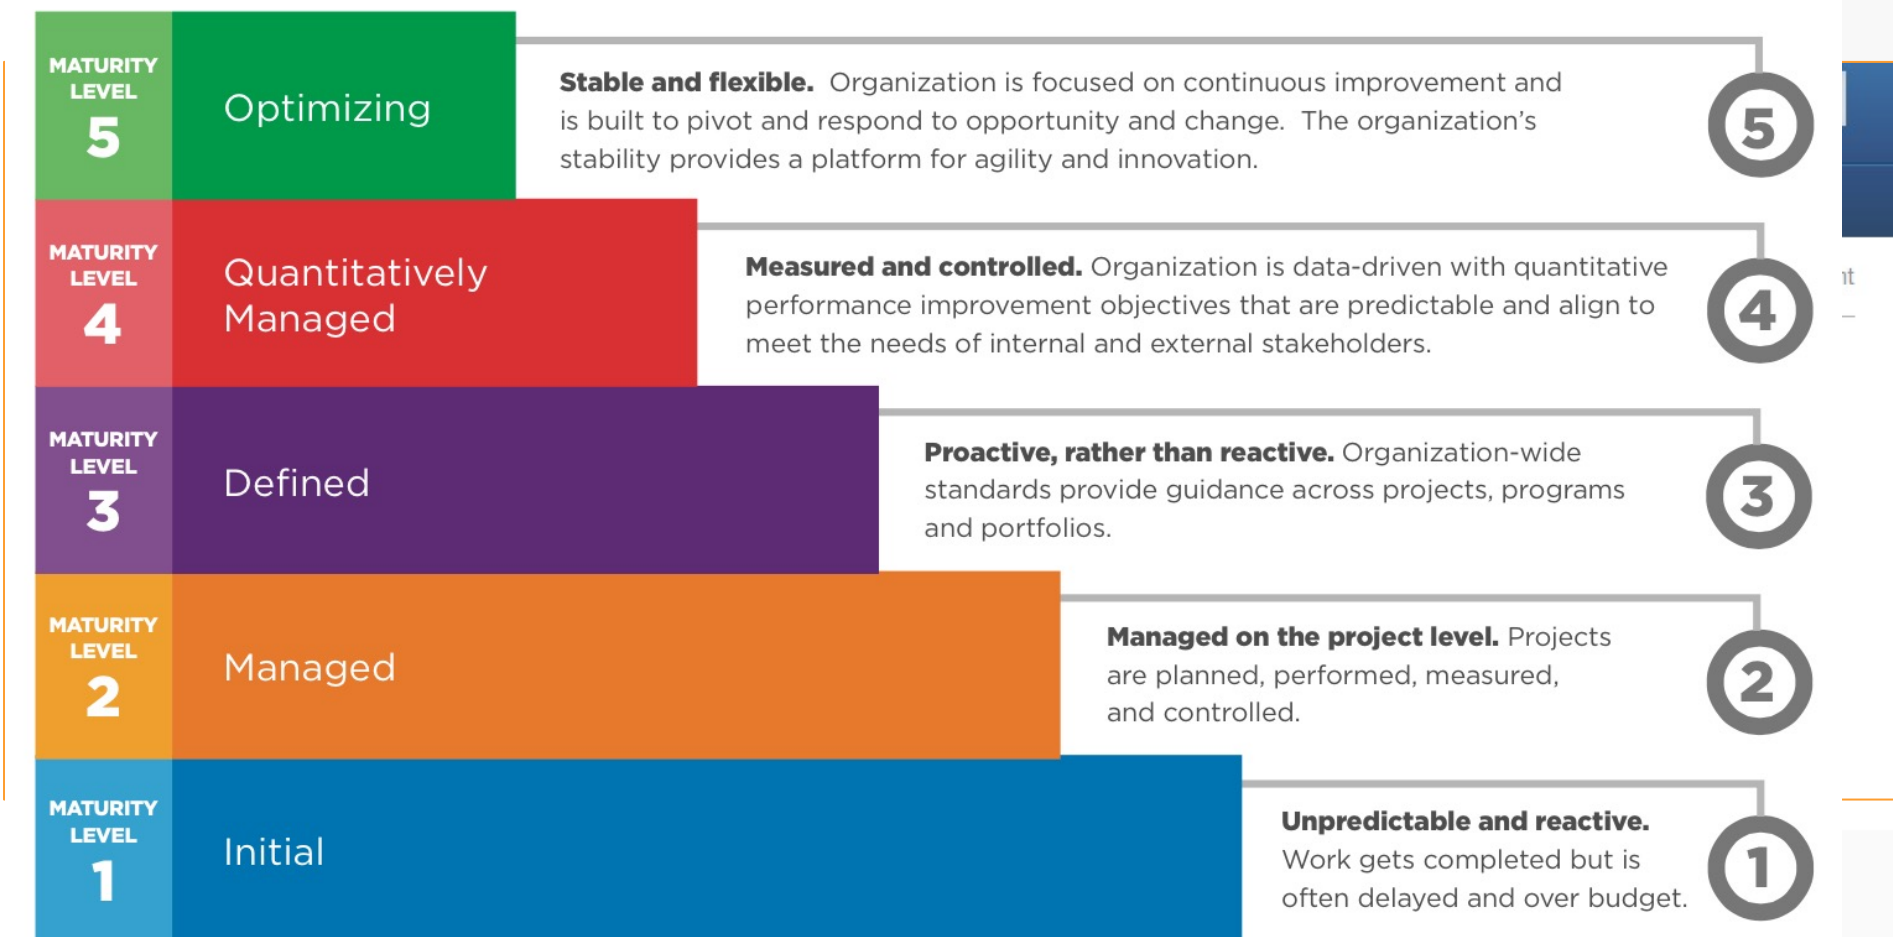 MATURITY
LEVEL
5
Optimizing
Stable and flexible. Organization is focused on continuous improvement and
is built to pivot and respond to opportunity and change. The organization's
stability provides a platform for agility and innovation.
5
MATURITY
LEVEL
4
Quantitatively
Managed
Measured and controlled. Organization is data-driven with quantitative
performance improvement objectives that are predictable and align to
meet the needs of internal and external stakeholders.
4
MATURITY
LEVEL
3
Defined
Proactive, rather than reactive. Organization-wide
standards provide guidance across projects, programs
and portfolios.
3
MATURITY
LEVEL
2
Managed
Managed on the project level. Projects
are planned, performed, measured,
and controlled.
2
MATURITY
LEVEL
1
Initial
Unpredictable and reactive.
Work gets completed but is
often delayed and over budget.
1